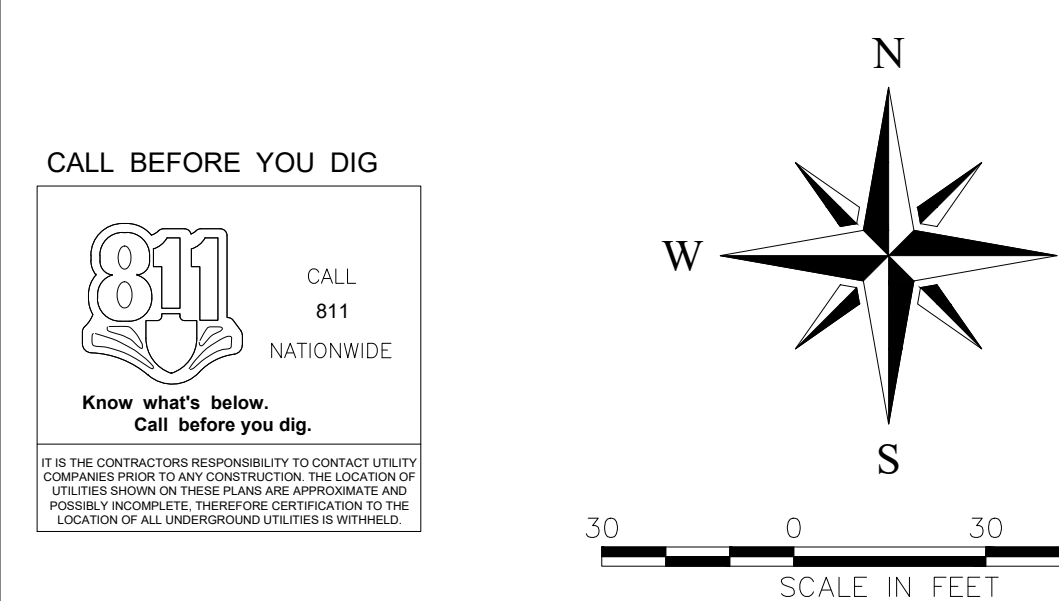 CALL BEFORE YOU DIG
811
CALL
811
NATIONWIDE
Know what's below.
Call before you dig.
IT IS THE CONTRACTORS RESPONSIBILITY TO CONTACT UTILITY
COMPANIES PRIOR TO ANY CONSTRUCTION. THE LOCATION OF
UTILITIES SHOWN ON THESE PLANS ARE APPROXIMATE AND
POSSIBLY INCOMPLETE, THEREFORE CERTIFICATION TO THE
LOCATION OF ALL UNDERGROUND UTILITIES IS WITHHELD.
N
W
S
30 0 30
SCALE IN FEET